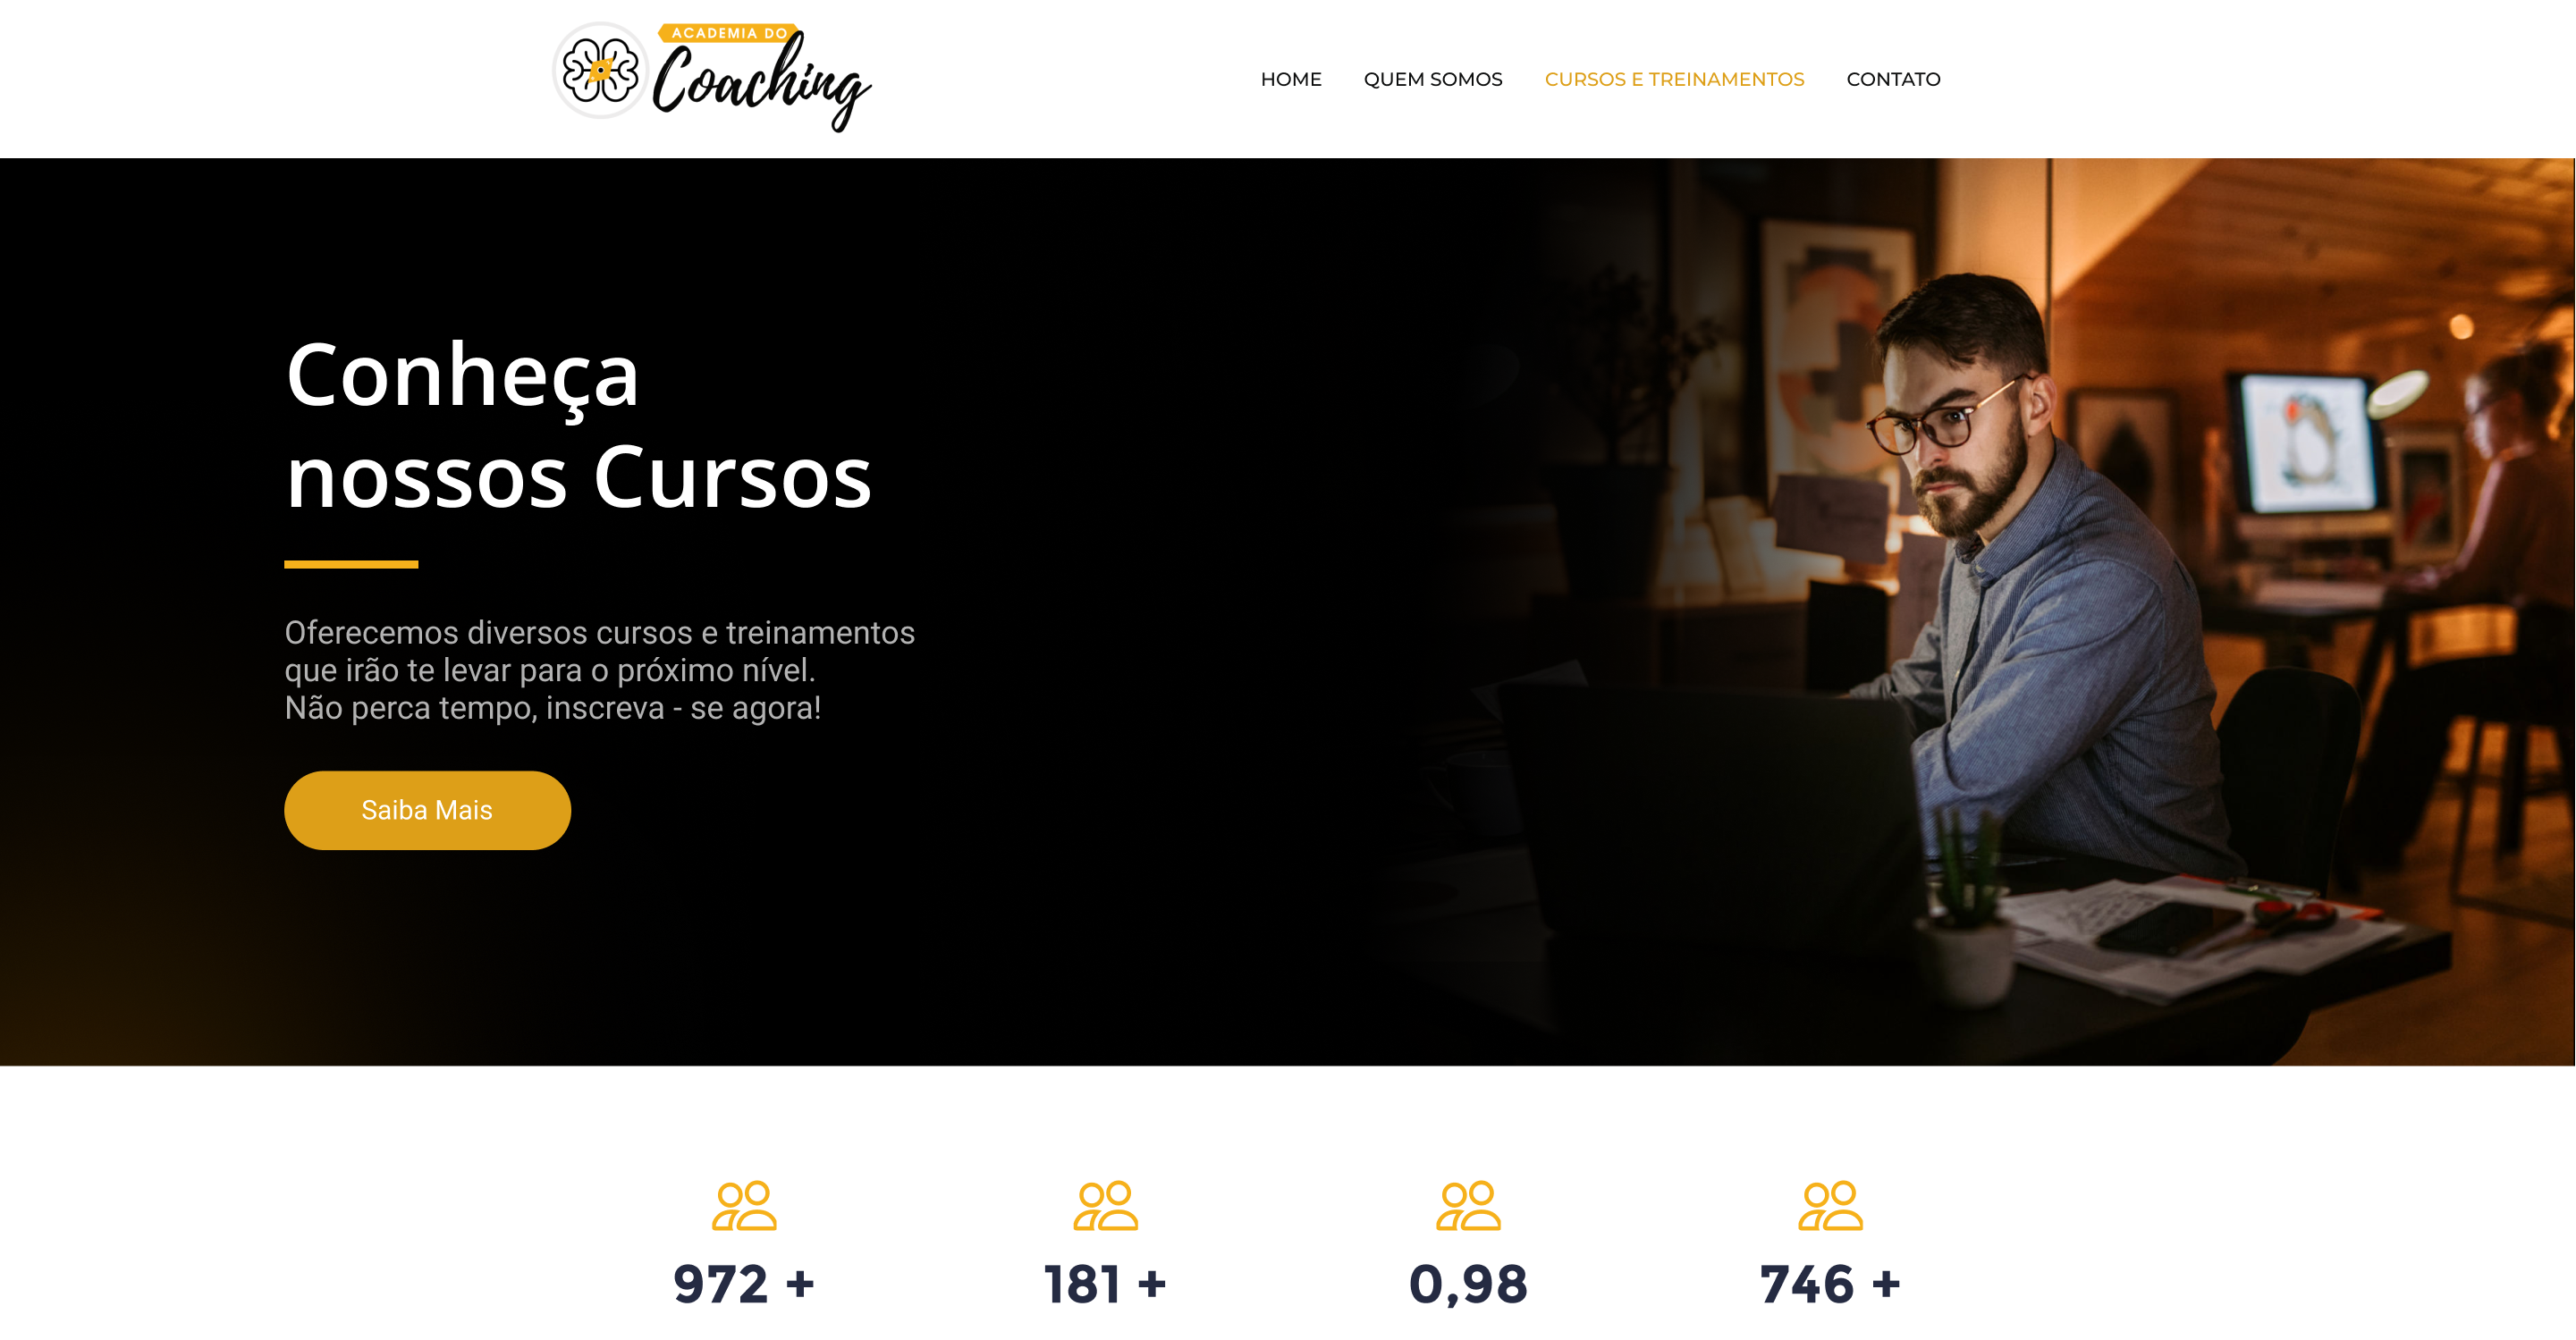 ACADEMIA DO
Coaching
HOME QUEM SOMOS CURSOS E TREINAMENTOS CONTATO
Conheça
nossos Cursos
Oferecemos diversos cursos e treinamentos
que irão te levar para o próximo nível.
Não perca tempo, inscreva - se agora!
Saiba Mais
972 + 181 + 0,98 746 +